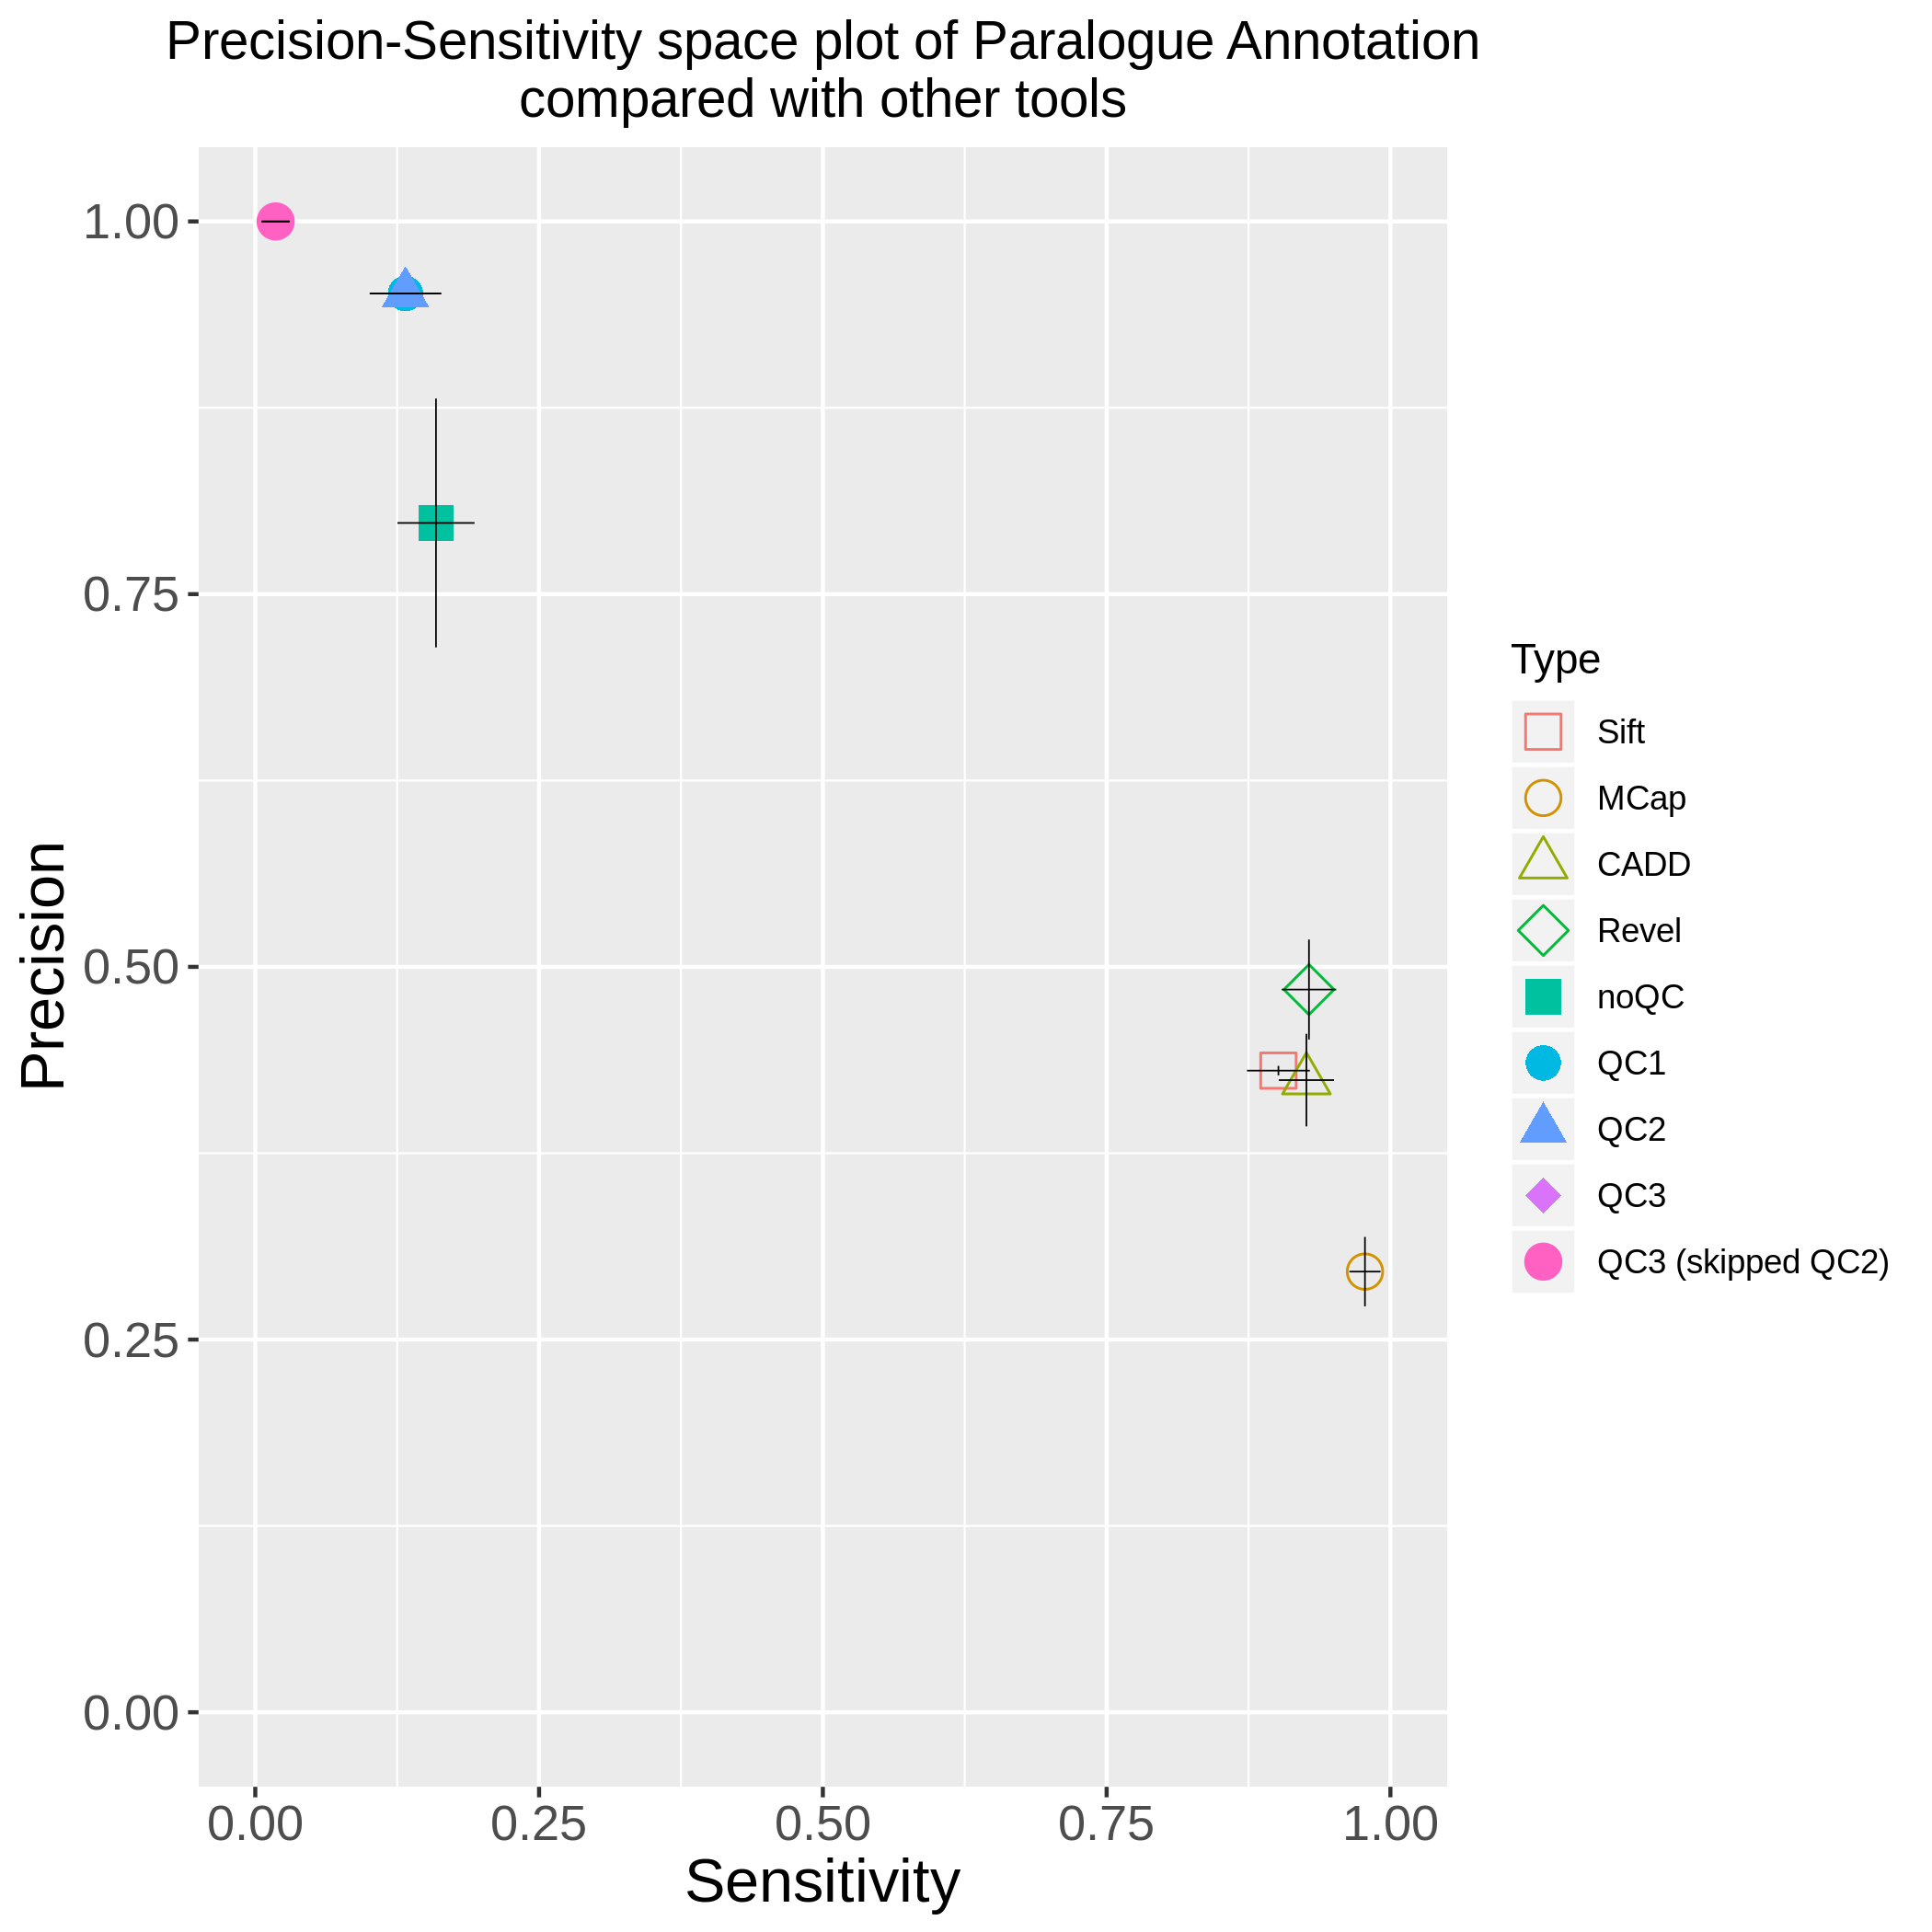 Precision-Sensitivity space plot of Paralogue Annotation
compared with other tools
1.00
0.75
0.50
0.25
0.00
Precision
0.00
0.25
0.50
0.75
1.00
Sensitivity
Type
Sift
MCap
CADD
Revel
noQC
QC1
QC2
QC3
QC3 (skipped QC2)